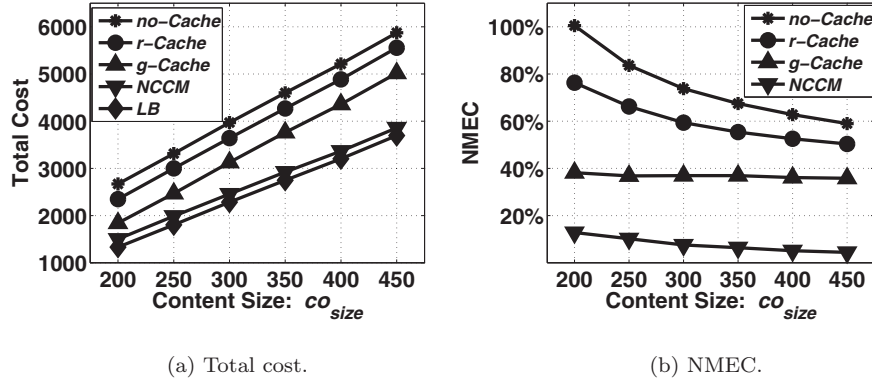 6000
5000
4000
3000
2000
1000
Total Cost
no-Cache
r-Cache
g-Cache
NCCM
LB
200 250 300 350 400 450
Content Size: co_size
(a) Total cost.
100%
80%
60%
40%
20%
NMEC
no-Cache
r-Cache
g-Cache
NCCM
200 250 300 350 400 450
Content Size: co_size
(b) NMEC.